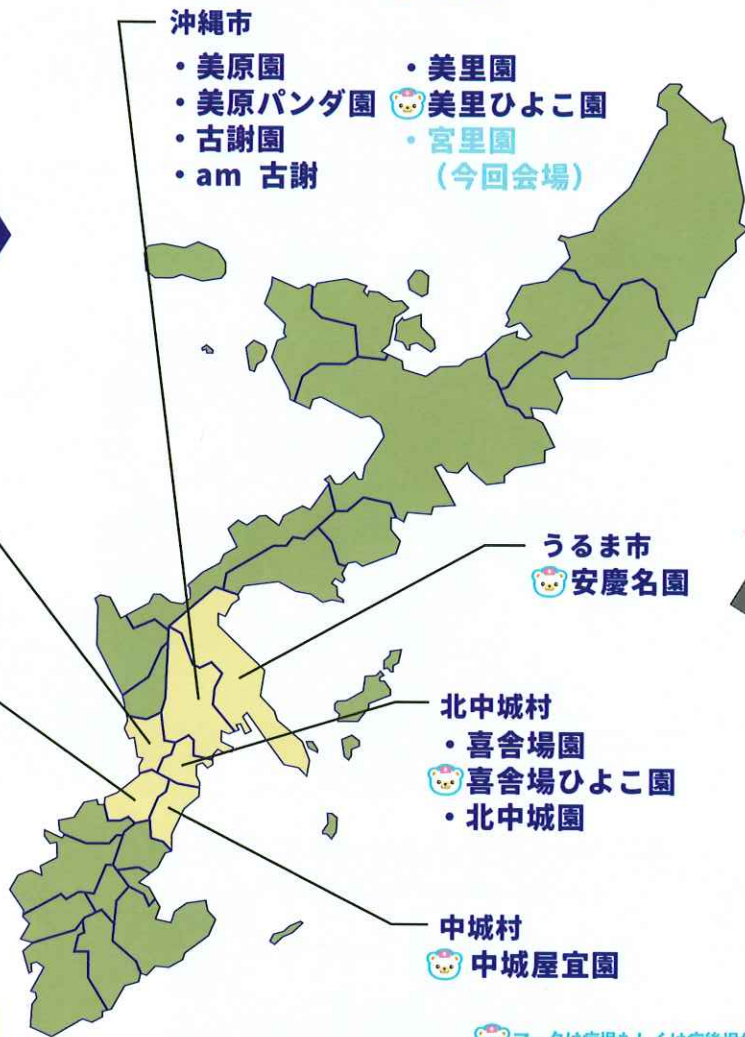 沖縄市
・美原園
・美原パンダ園
・古謝園
・am 古謝
・美里園
美里ひよこ園
・宮里園
(今回会場)
うるま市
安慶名園
北中城村
・喜舎場園
喜舎場ひよこ園
・北中城園
中城村
中城屋宜園